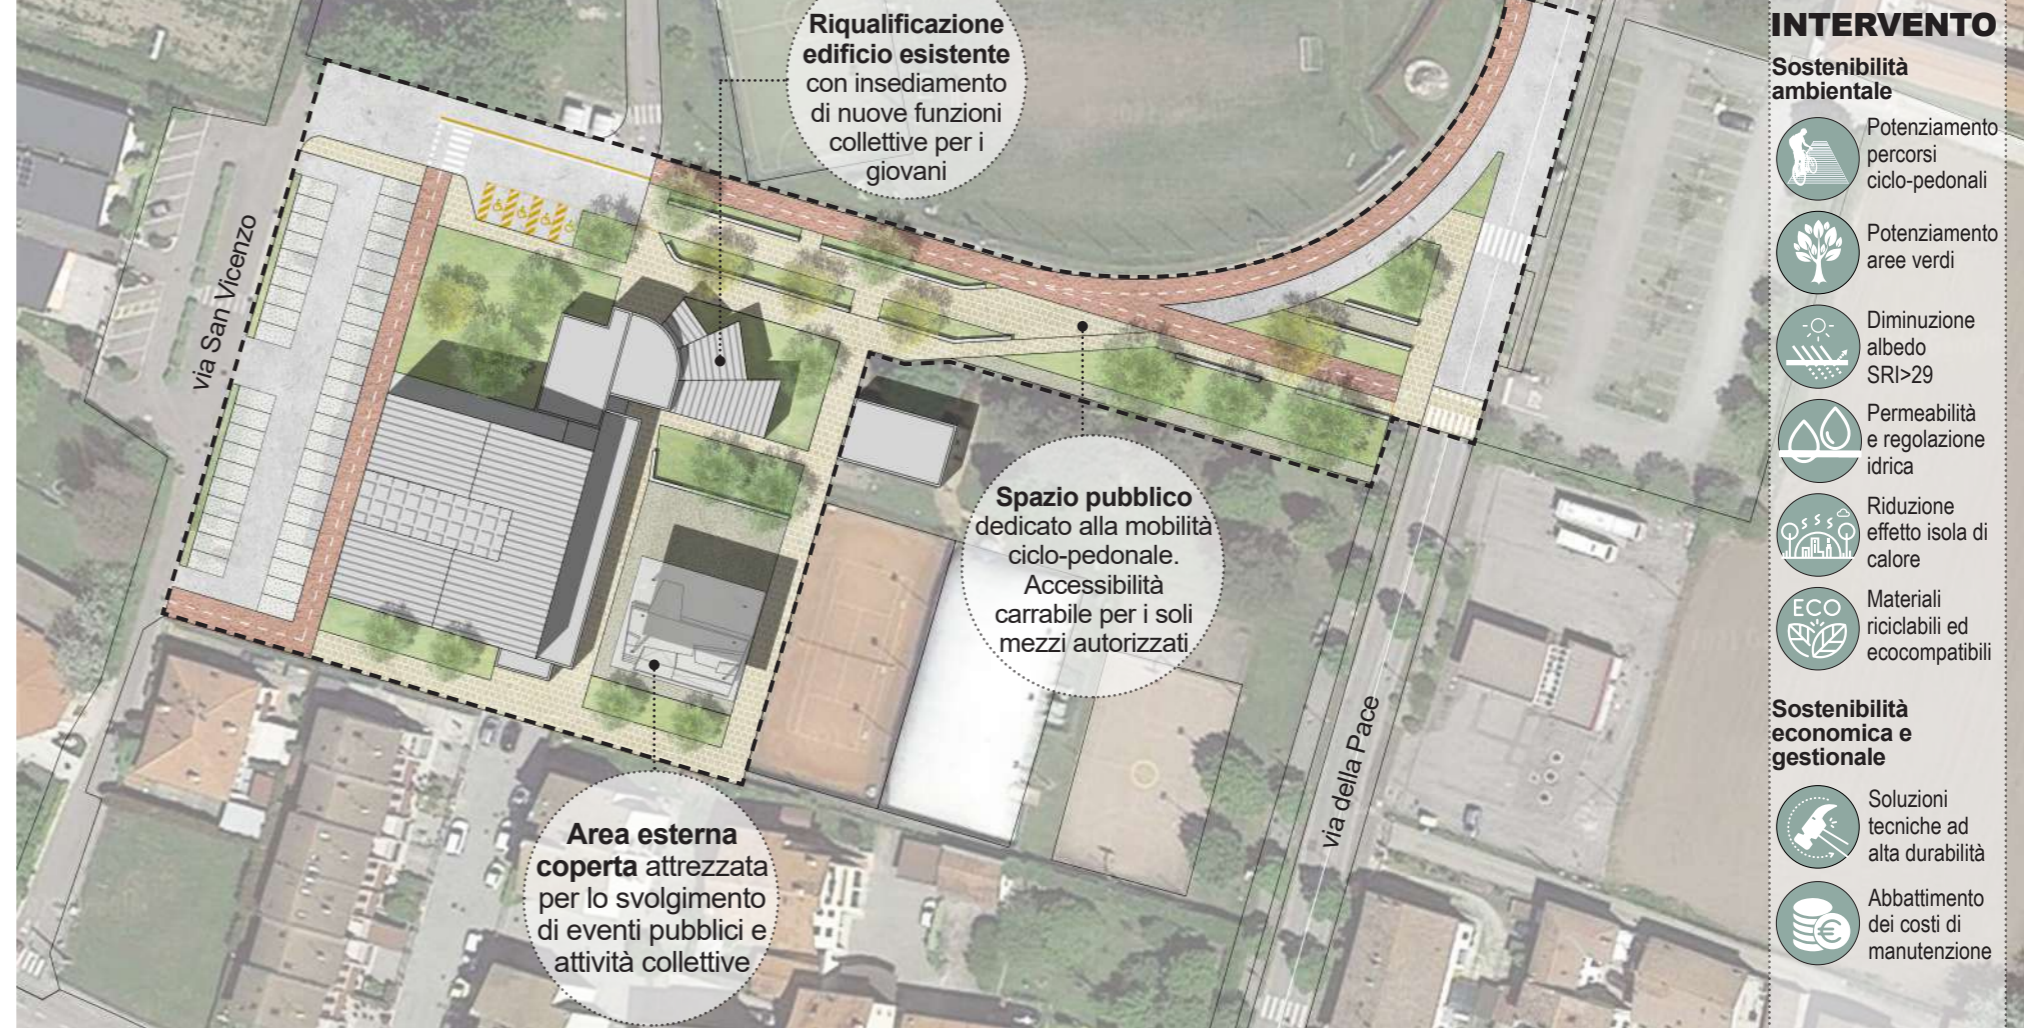 Riqualificazione
edificio esistente
con insediamento
di nuove funzioni
collettive per i
giovani
via San Vicenzo
Spazio pubblico
dedicato alla mobilità
ciclo-pedonale.
Accessibilità
carrabile per i soli
mezzi autorizzati
via della Pace
Area esterna
coperta attrezzata
per lo svolgimento
di eventi pubblici e
attività collettive
INTERVENTO
Sostenibilità
ambientale
Potenziamento
percorsi
ciclo-pedonali
Potenziamento
aree verdi
Diminuzione
albedo
SRI>29
Permeabilità
e regolazione
idrica
Riduzione
effetto isola di
calore
ECO
Materiali
riciclabili ed
ecocompatibili
Sostenibilità
economica e
gestionale
Soluzioni
tecniche ad
alta durabilità
Abbattimento
dei costi di
manutenzione